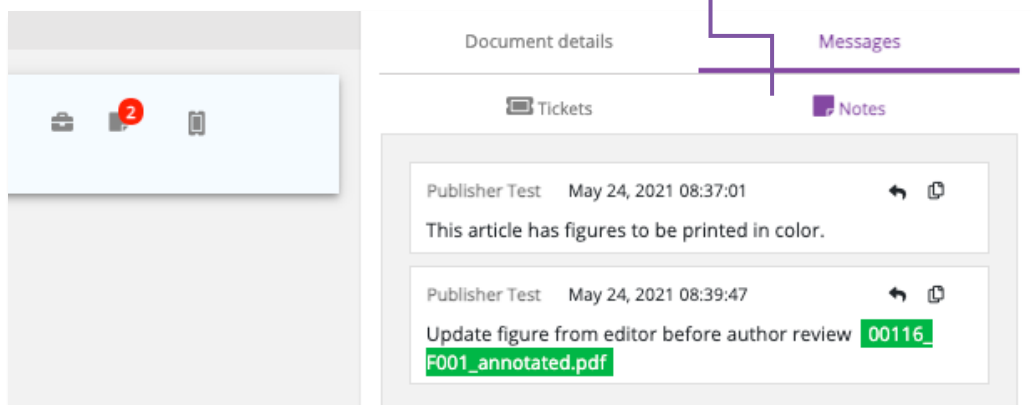 Document details
Messages
2
Tickets
Notes
Publisher Test May 24, 2021 08:37:01
This article has figures to be printed in color.
Publisher Test May 24, 2021 08:39:47
Update figure from editor before author review 00116_
F001_annotated.pdf